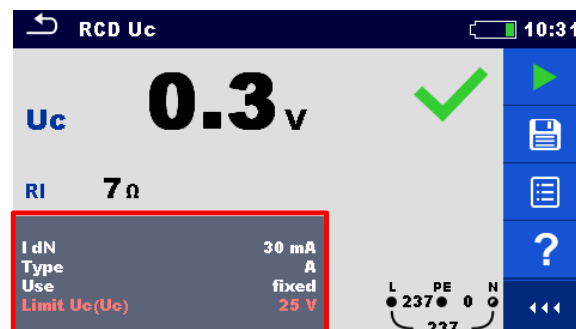 RCD Uc 10:31
Uc 0.3 V
RI 7 Ω
I dN 30 mA
Type A
Use fixed
Limit Uc(Uc) 25 V
L PE N
237 0
237
?